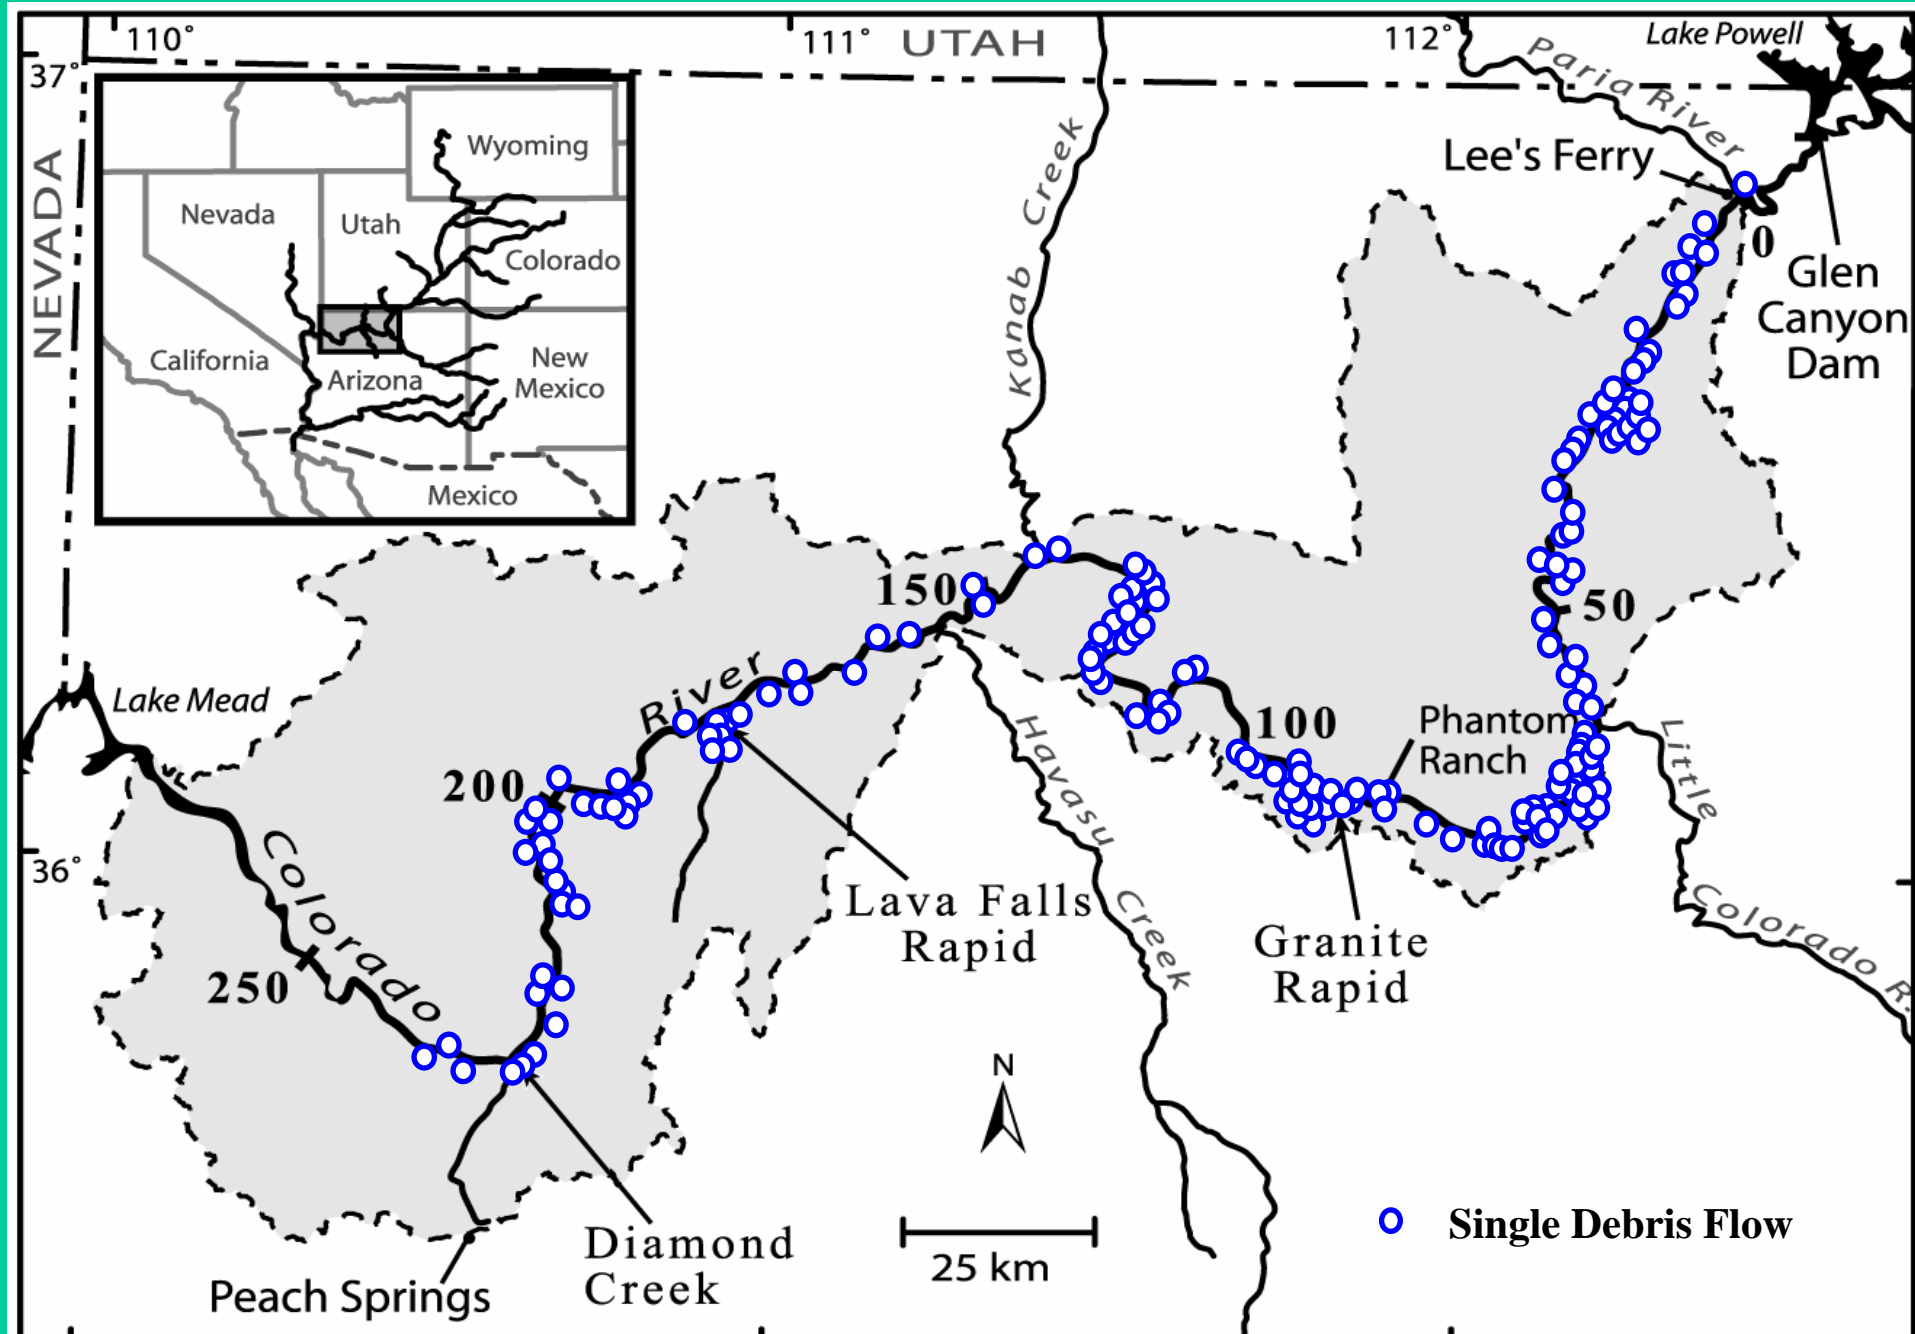 110°
111°
UTAH
112°
Lake Powell
37°
Paria River
NEVADA
Wyoming
Nevada
Utah
Colorado
California
Arizona
New
Mexico
Mexico
Kanab Creek
Lee's Ferry
0
Glen
Canyon
Dam
150
50
Lake Mead
River
100
Phantom
Ranch
200
Havasu
Creek
Little
Colorado R.
36°
Colorado
Lava Falls
Rapid
Granite
Rapid
250
N
25 km
Single Debris Flow
Diamond
Creek
Peach Springs